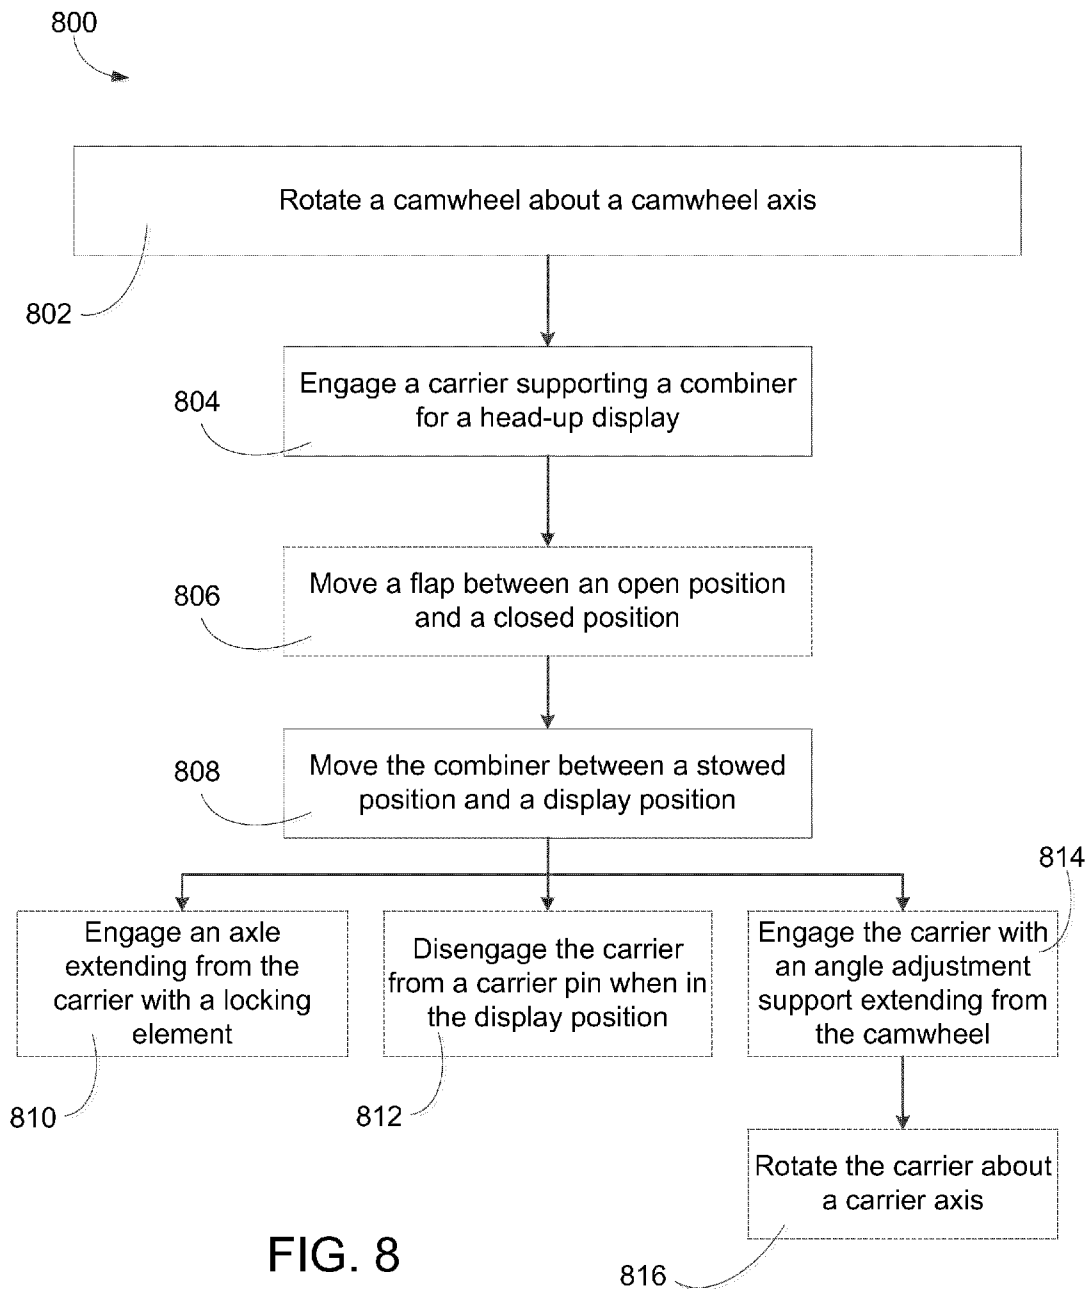 800
Rotate a camwheel about a camwheel axis
802
Engage a carrier supporting a combiner
for a head-up display
804
Move a flap between an open position
and a closed position
806
Move the combiner between a stowed
position and a display position
808
814
Engage an axle
extending from the
carrier with a locking
element
810
Disengage the carrier
from a carrier pin when in
the display position
812
Engage the carrier with
an angle adjustment
support extending from
the camwheel
Rotate the carrier about
a carrier axis
816
FIG. 8